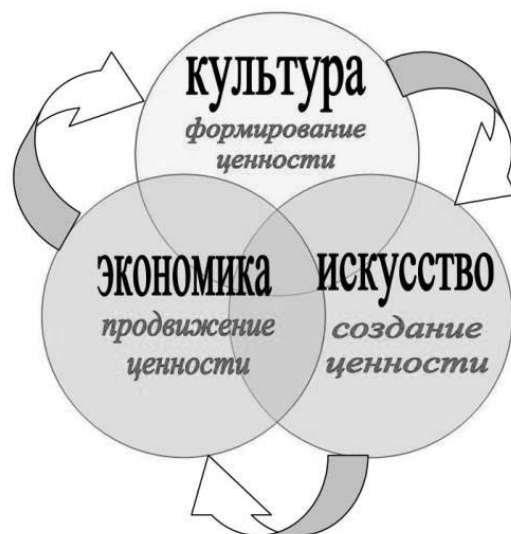 культура
формирование
ценности
экономика
продвижение
ценности
искусство
создание
ценности